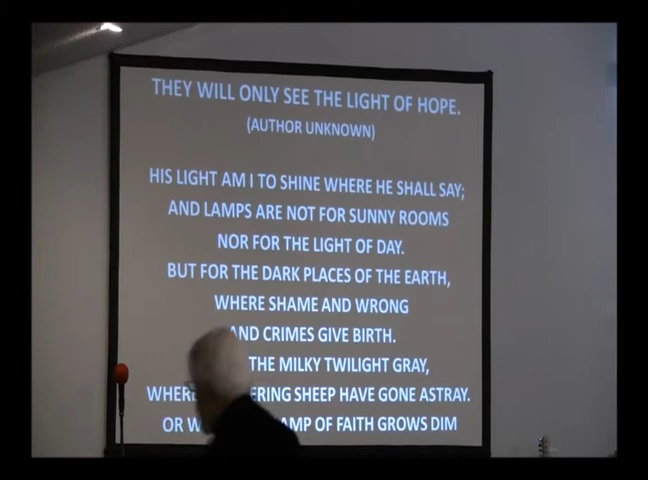 THEY WILL ONLY SEE THE LIGHT OF HOPE.
(AUTHOR UNKNOWN)
HIS LIGHT AM I TO SHINE WHERE HE SHALL SAY;
AND LAMPS ARE NOT FOR SUNNY ROOMS
NOR FOR THE LIGHT OF DAY.
BUT FOR THE DARK PLACES OF THE EARTH,
WHERE SHAME AND WRONG
AND CRIMES GIVE BIRTH.
THE MILKY TWILIGHT GRAY,
SHEEP HAVE GONE ASTRAY.
OR OF FAITH GROWS DIM